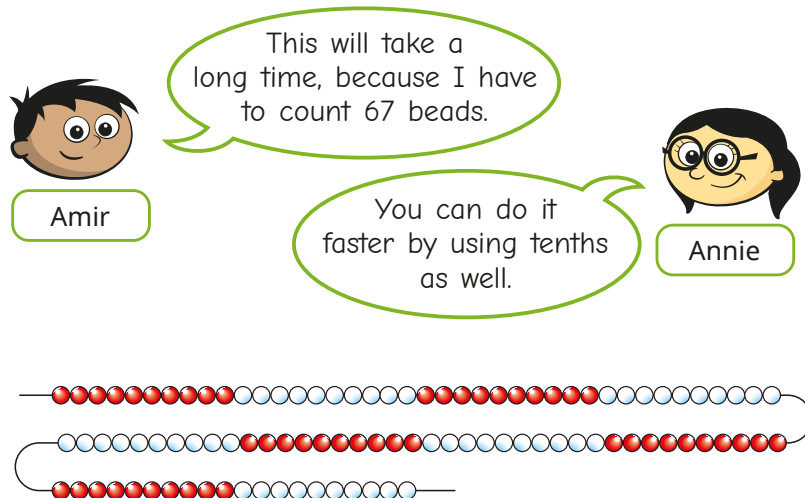 This will take a
long time, because I have
to count 67 beads.
Amir
You can do it
faster by using tenths
as well.
Annie